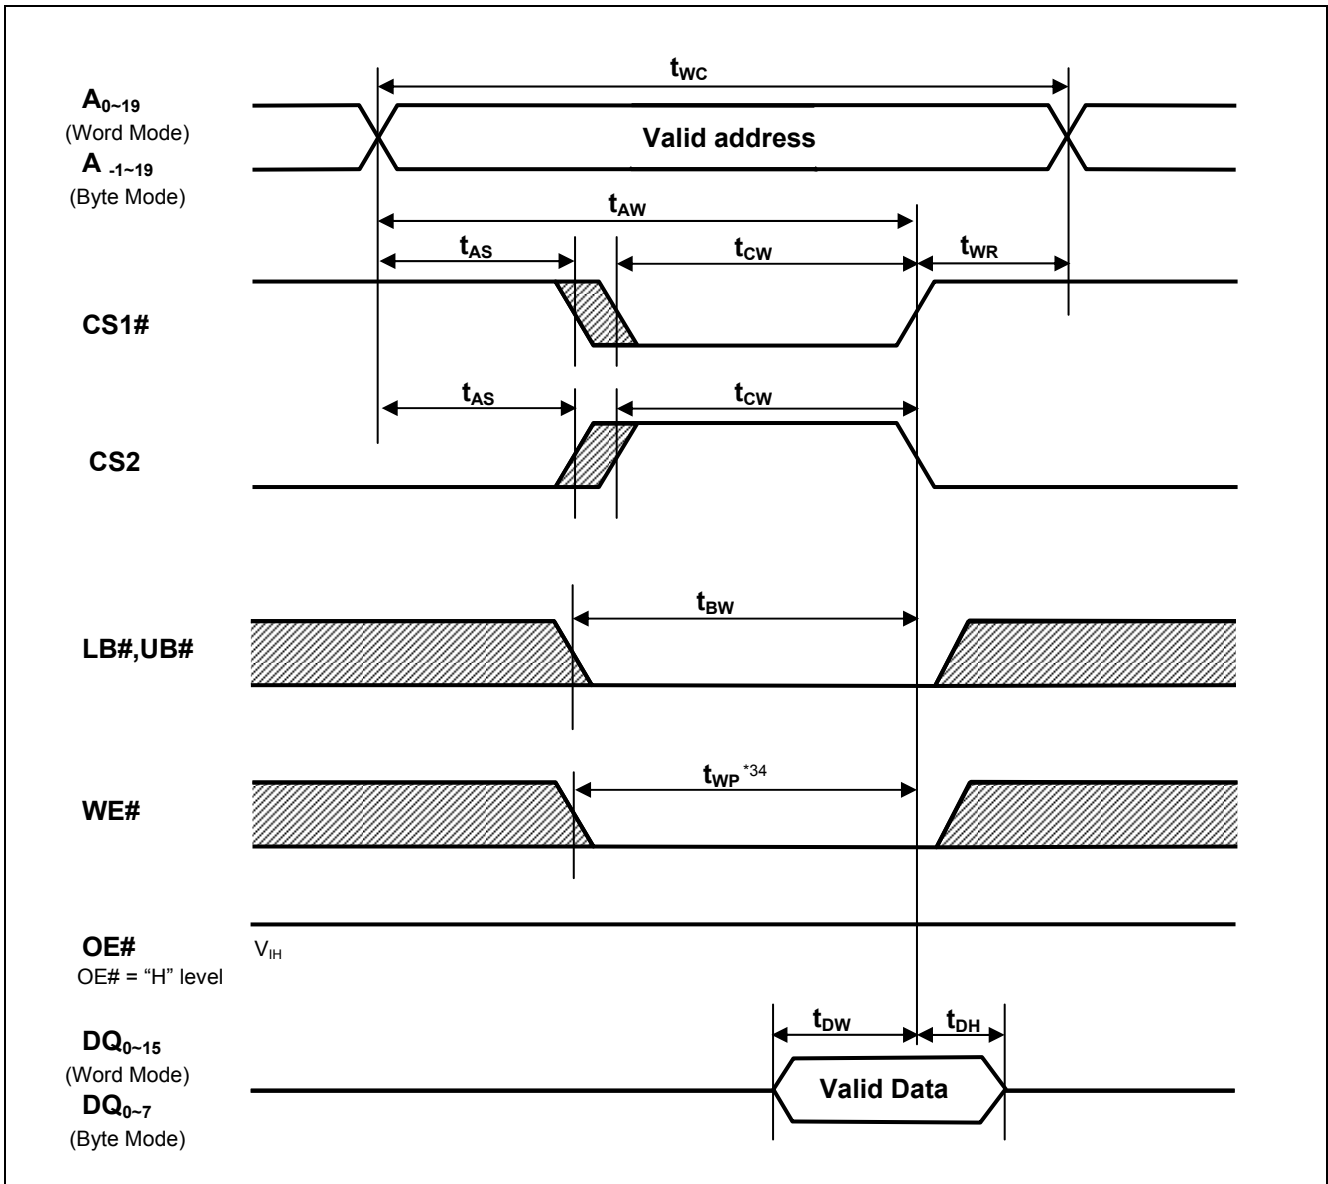 tWC
A0~19
(Word Mode)
Valid address
A -1~19
(Byte Mode)
tAW
tAS
tCW
tWR
CS1#
tAS
tCW
CS2
tBW
LB#,UB#
tWP *34
WE#
OE#
VIH
OE# = “H” level
tDW
tDH
DQ0~15
(Word Mode)
Valid Data
DQ0~7
(Byte Mode)